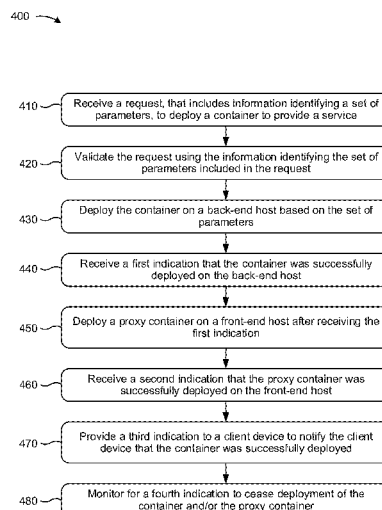 400
410
Receive a request, that includes information identifying a set of
parameters, to deploy a container to provide a service
420
Validate the request using the information identifying the set of
parameters included in the request
430
Deploy the container on a back-end host based on the set of
parameters
440
Receive a first indication that the container was successfully
deployed on the back-end host
450
Deploy a proxy container on a front-end host after receiving the
first indication
460
Receive a second indication that the proxy container was
successfully deployed on the front-end host
470
Provide a third indication to a client device to notify the client
device that the container was successfully deployed
480
Monitor for a fourth indication to cease deployment of the
container and/or the proxy container